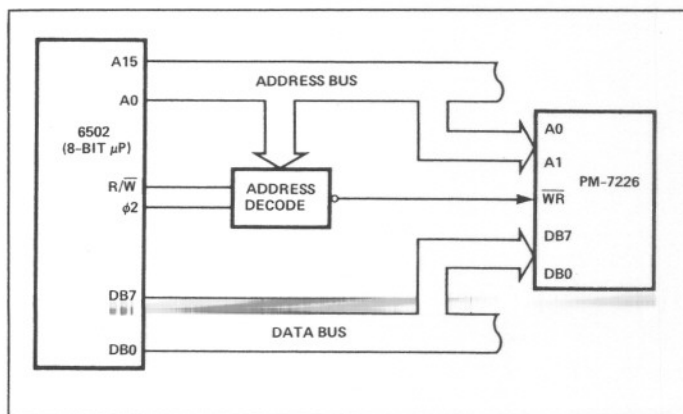 A15
ADDRESS BUS
A0
6502
(8-BIT μP)
R/W̅
ADDRESS
DECODE
ϕ2
DB7
DATA BUS
DB0
A0
A1
PM-7226
W̅R̅
DB7
DB0